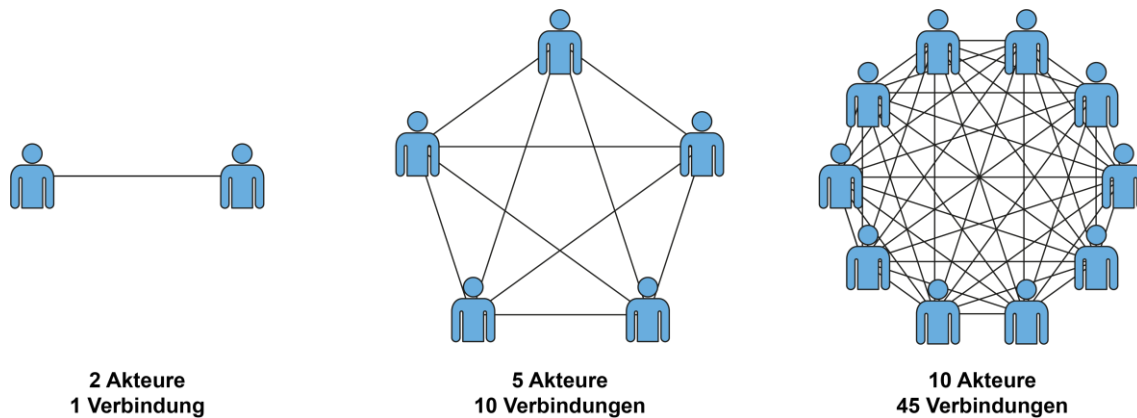 2 Akteure
1 Verbindung
5 Akteure
10 Verbindungen
10 Akteure
45 Verbindungen